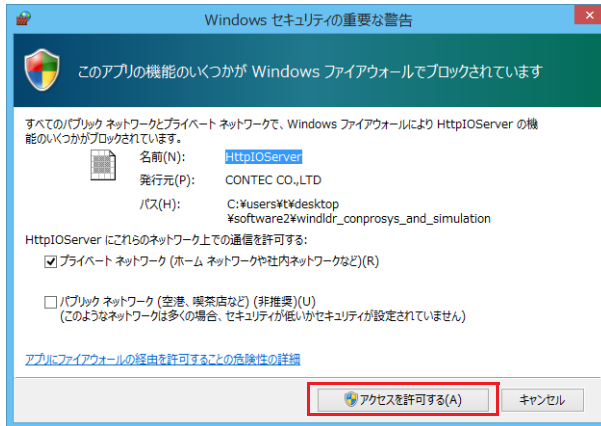 Windows セキュリティの重要な警告
このアプリの機能のいくつかが Windows ファイアウォールでブロックされています
すべてのパブリック ネットワークとプライベート ネットワークで、Windows ファイアウォールにより HttpIOServer の機
能のいくつかがブロックされています。
名前(N): HttpIOServer
発行元(P): CONTEC CO.,LTD
パス(H): C:¥users¥t¥desktop
¥software2¥windldr_conprosys_and_simulation
HttpIOServer にこれらのネットワーク上での通信を許可する:
プライベート ネットワーク (ホーム ネットワークや社内ネットワークなど)(R)
パブリック ネットワーク (空港、喫茶店など) (非推奨)(U)
(このようなネットワークは多くの場合、セキュリティが低いかセキュリティが設定されていません)
アプリにファイアウォールの経由を許可することの危険性の詳細
アクセスを許可する(A) キャンセル